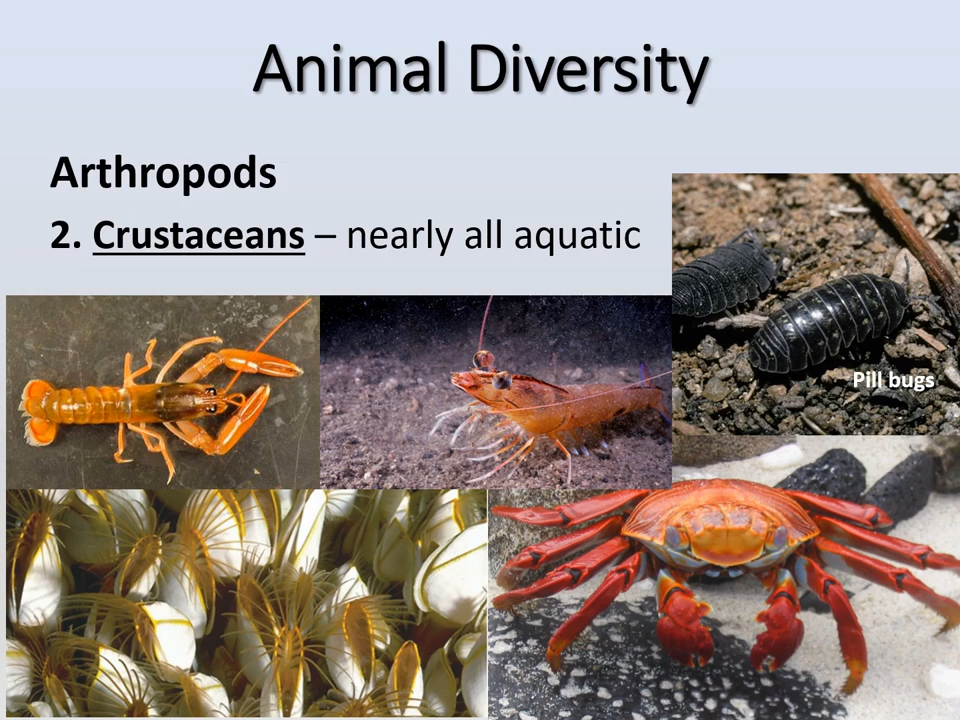 Animal Diversity
Arthropods
2. Crustaceans – nearly all aquatic
Pill bugs